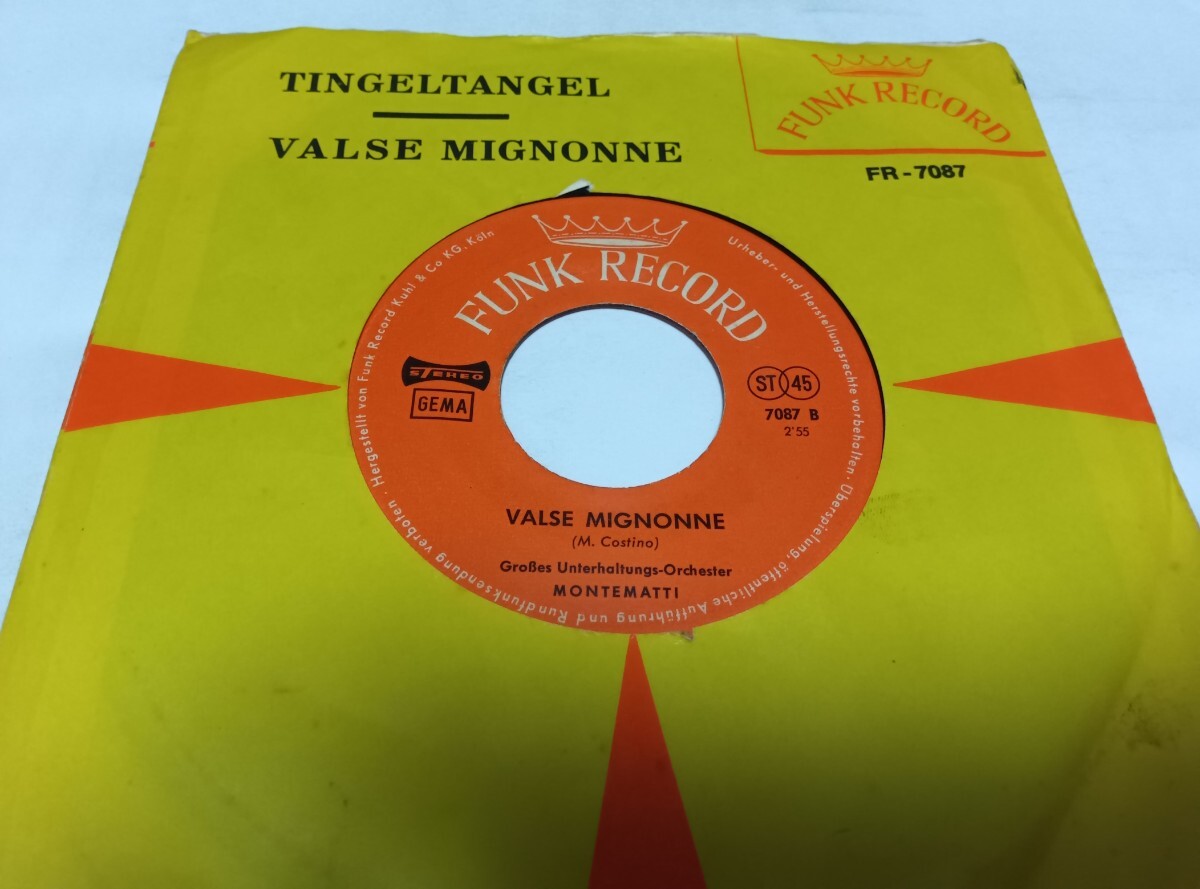 TINGELTANGEL
VALSE MIGNONNE
FUNK RECORD
FR-7087
FUNK RECORD
Hergestellt von Funk Record Kuhl & Co KG. Köln
Urheber- und Herstellungsrechte vorbehalten. Überspielung, öffentliche Aufführung und Rundfunksendung verboten ·
STEREO
GEMA
ST 45
7087 B
2'55
VALSE MIGNONNE
(M. Costino)
Großes Unterhaltungs-Orchester
MONTEMATTI